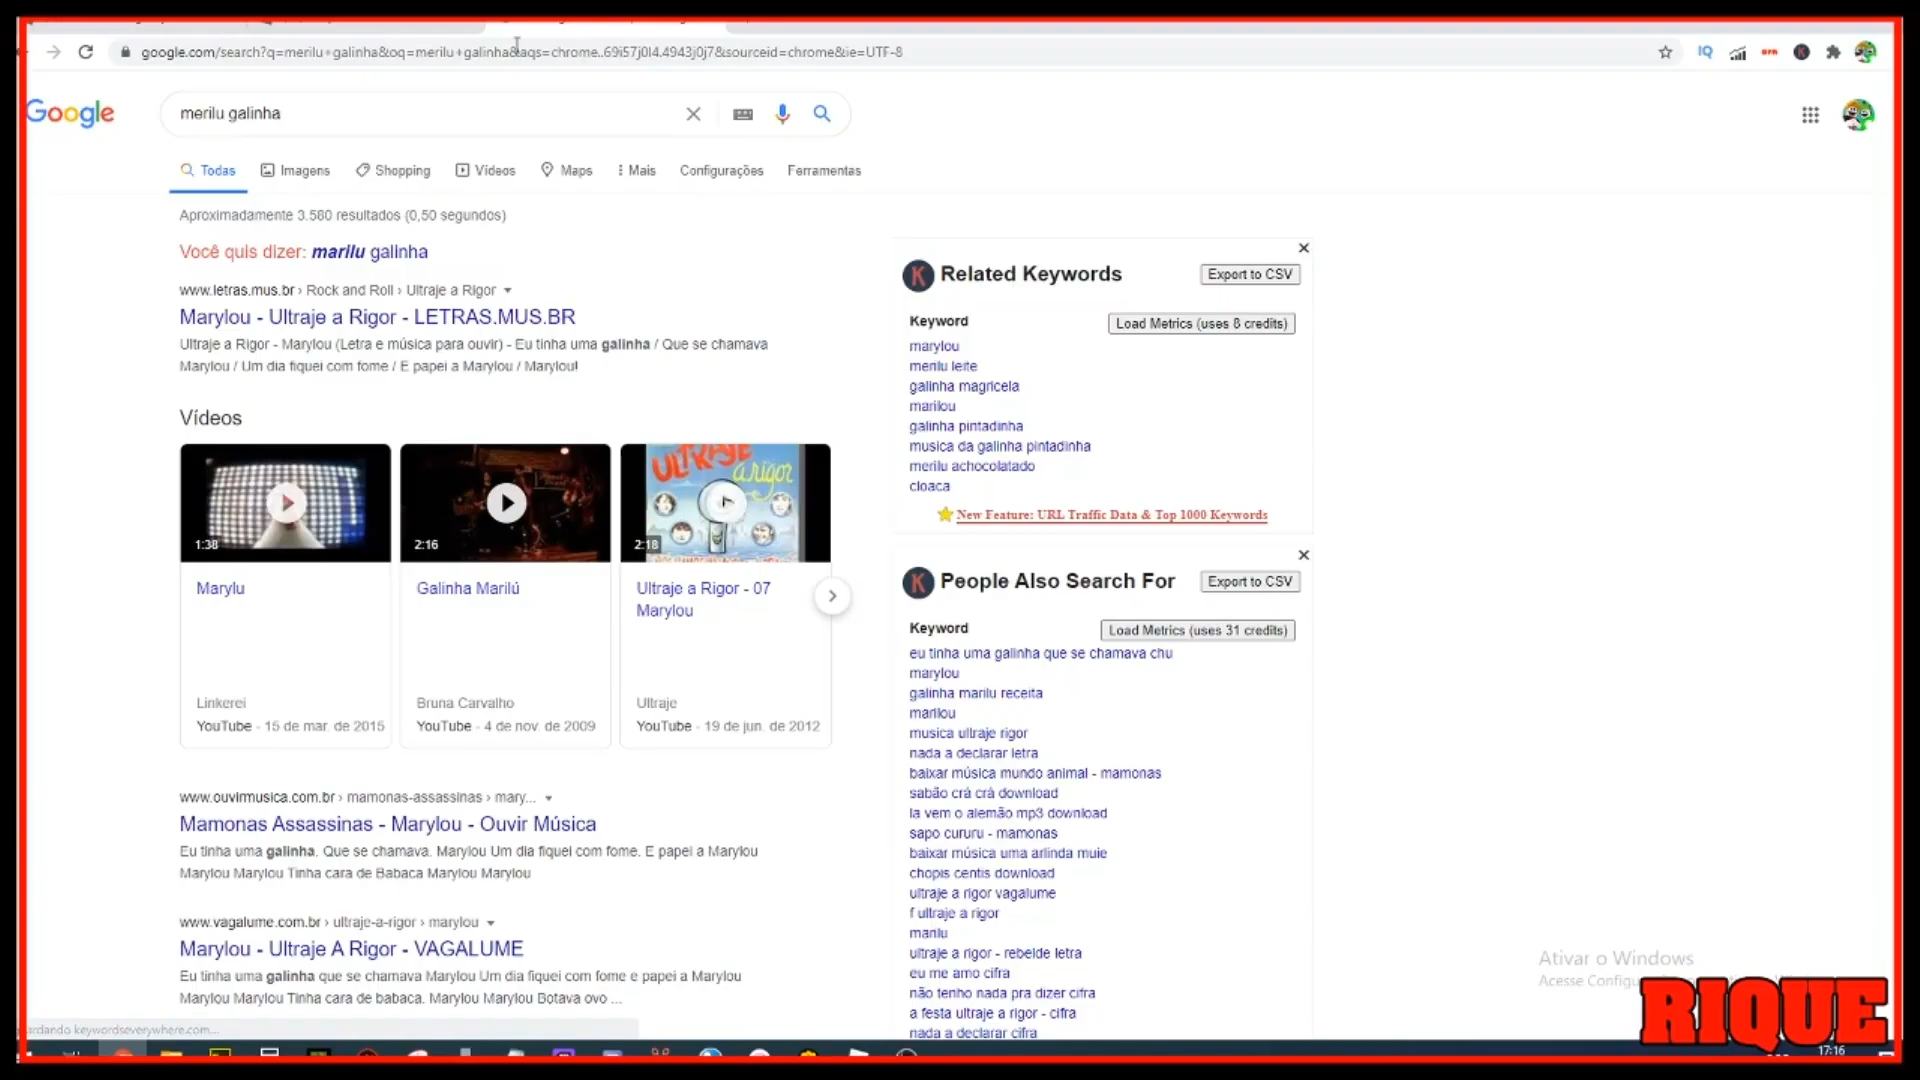 google.com/search?q=merilu+galinha&oq=merilu+galinha&aqs=chrome..69i57j0l4.4943j0j7&sourceid=chrome&ie=UTF-8
Google
merilu galinha
Todas Imagens Shopping Vídeos Maps Mais Configurações Ferramentas
Aproximadamente 3.580 resultados (0,50 segundos)
Você quis dizer: marilu galinha
www.letras.mus.br › Rock and Roll › Ultraje a Rigor
Marylou - Ultraje a Rigor - LETRAS.MUS.BR
Ultraje a Rigor - Marylou (Letra e música para ouvir) - Eu tinha uma galinha / Que se chamava
Marylou / Um dia fiquei com fome / E papei a Marylou / Marylou!
Vídeos
1:38
2:16
ULTRAJE
a rigor
2:18
Marylu
Galinha Marilú
Ultraje a Rigor - 07
Marylou
Linkerei
YouTube - 15 de mar. de 2015
Bruna Carvalho
YouTube - 4 de nov. de 2009
Ultraje
YouTube - 19 de jun. de 2012
www.ouvirmusica.com.br › mamonas-assassinas › mary...
Mamonas Assassinas - Marylou - Ouvir Música
Eu tinha uma galinha. Que se chamava. Marylou Um dia fiquei com fome. E papei a Marylou
Marylou Marylou Tinha cara de Babaca Marylou Marylou
www.vagalume.com.br › ultraje-a-rigor › marylou
Marylou - Ultraje A Rigor - VAGALUME
Eu tinha uma galinha que se chamava Marylou Um dia fiquei com fome e papei a Marylou
Marylou Marylou Tinha cara de babaca. Marylou Marylou Botava ovo ...
ardando keywordseverywhere.com...
Related Keywords
Export to CSV
Keyword
Load Metrics (uses 8 credits)
marylou
merilu leite
galinha magricela
marilou
galinha pintadinha
musica da galinha pintadinha
merilu achocolatado
cloaca
New Feature: URL Traffic Data & Top 1000 Keywords
People Also Search For
Export to CSV
Keyword
Load Metrics (uses 31 credits)
eu tinha uma galinha que se chamava chu
marylou
galinha marilu receita
marilou
musica ultraje rigor
nada a declarar letra
baixar música mundo animal - mamonas
sabão crá crá download
la vem o alemão mp3 download
sapo cururu - mamonas
baixar música uma arlinda muie
chopis centis download
ultraje a rigor vagalume
f ultraje a rigor
marilu
ultraje a rigor - rebelde letra
eu me amo cifra
não tenho nada pra dizer cifra
a festa ultraje a rigor - cifra
nada a declarar cifra
Ativar o Windows
Acesse Configu
RIQUE
17:16